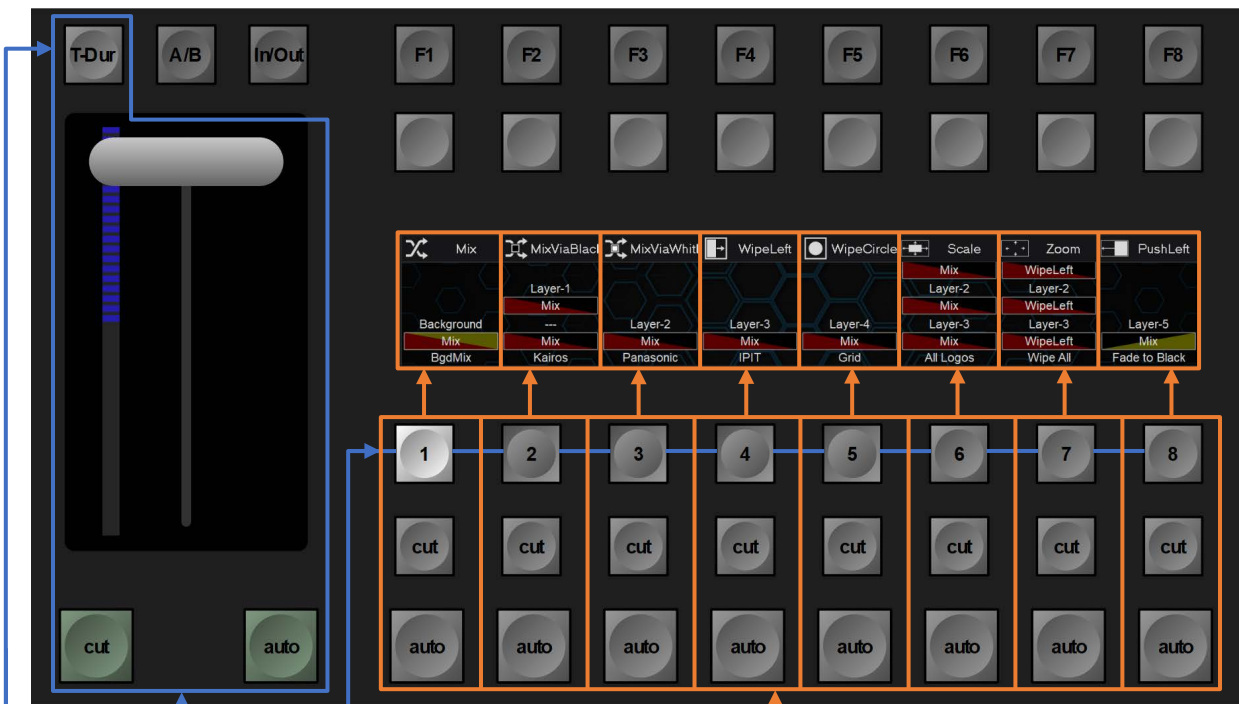 T-Dur A/B In/Out F1 F2 F3 F4 F5 F6 F7 F8
Mix MixViaBlac MixViaWhit WipeLeft WipeCircle Scale Zoom PushLeft
Mix WipeLeft
Layer-1 Layer-2 Layer-2
Mix Mix WipeLeft
Background --- Layer-2 Layer-3 Layer-4 Layer-3 Layer-3 Layer-5
Mix Mix Mix Mix Mix Mix WipeLeft Mix
BgdMix Kairos Panasonic IPIT Grid All Logos Wipe All Fade to Black
1 2 3 4 5 6 7 8
cut cut cut cut cut cut cut cut
cut auto auto auto auto auto auto auto auto auto